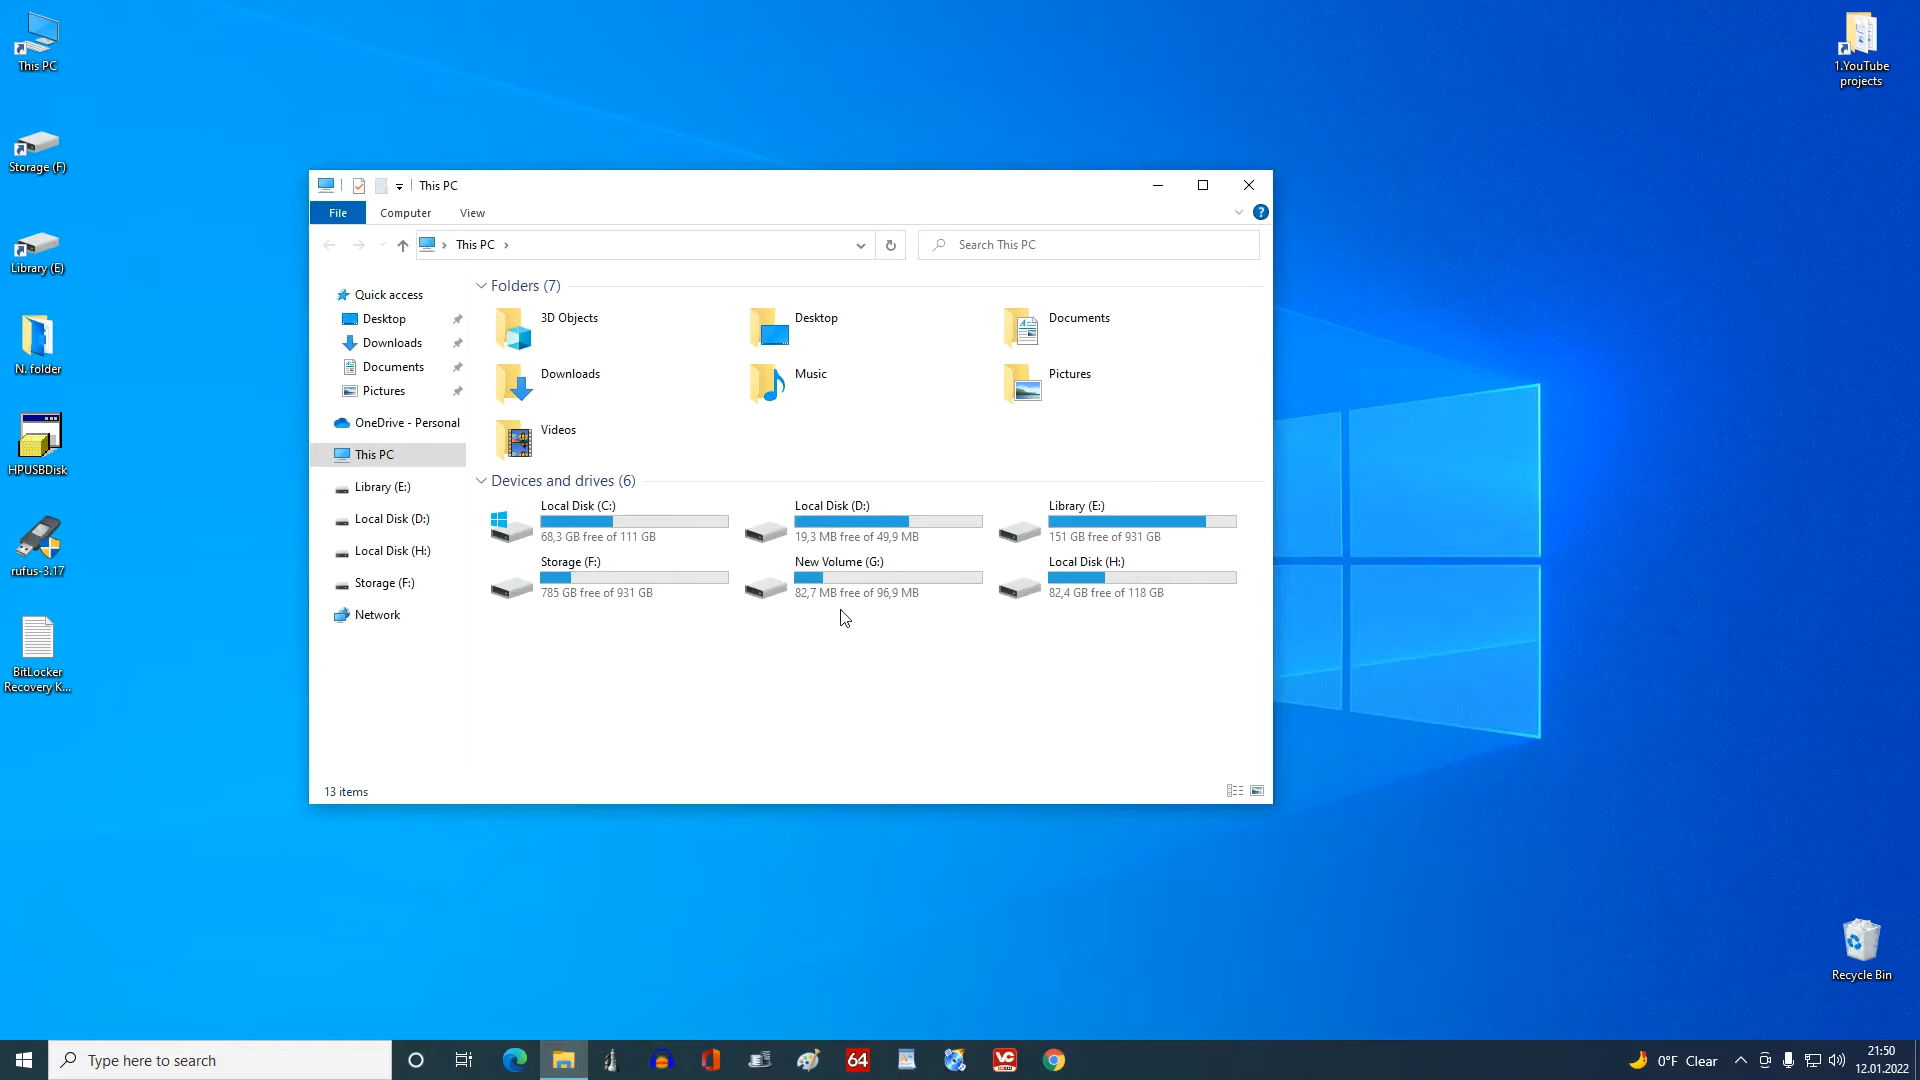 This PC
Storage (F)
Library (E)
N. folder
HPUSBDisk
rufus-3.17
BitLocker
Recovery K...
1.YouTube
projects
Recycle Bin
This PC
File Computer View ?
This PC
Search This PC
Quick access
Desktop
Downloads
Documents
Pictures
OneDrive - Personal
This PC
Library (E:)
Local Disk (D:)
Local Disk (H:)
Storage (F:)
Network
Folders (7)
3D Objects
Desktop
Documents
Downloads
Music
Pictures
Videos
Devices and drives (6)
Local Disk (C:)
68,3 GB free of 111 GB
Local Disk (D:)
19,3 MB free of 49,9 MB
Library (E:)
151 GB free of 931 GB
Storage (F:)
785 GB free of 931 GB
New Volume (G:)
82,7 MB free of 96,9 MB
Local Disk (H:)
82,4 GB free of 118 GB
13 items
Type here to search
64
VC
0°F Clear
21:50
12.01.2022